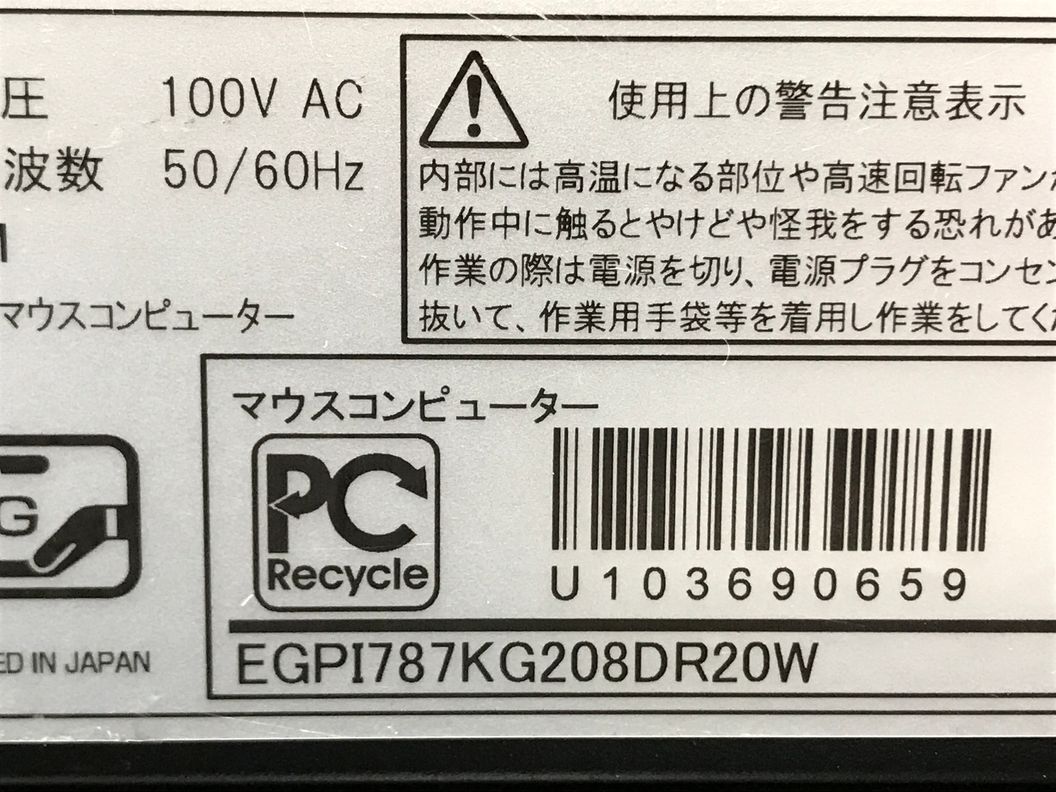 圧 100V AC
波数 50/60Hz
マウスコンピューター
使用上の警告注意表示
内部には高温になる部位や高速回転ファンが
動作中に触るとやけどや怪我をする恐れがあ
作業の際は電源を切り、電源プラグをコンセン
抜いて、作業用手袋等を着用し作業をしてくだ
マウスコンピューター
PC
Recycle
U103690659
G
ED IN JAPAN
EGPI787KG208DR20W